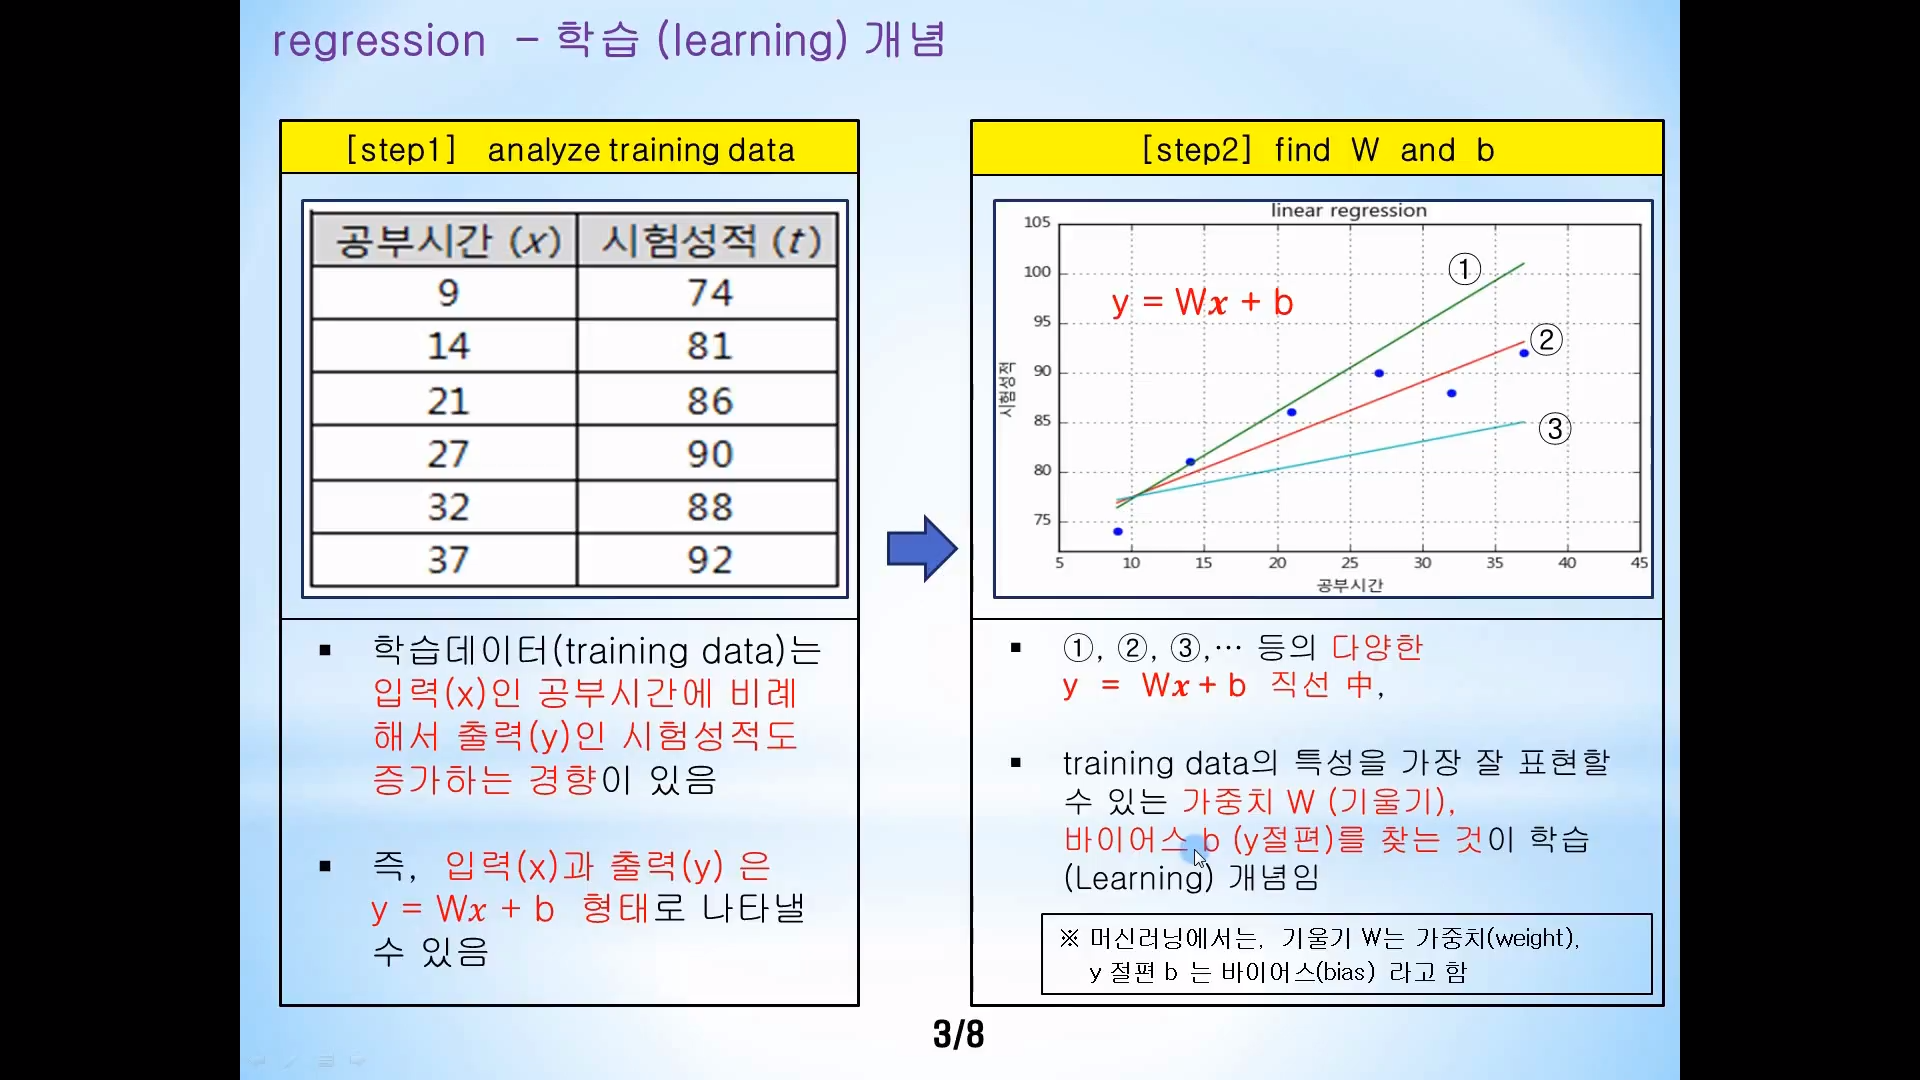 regression - 학습 (learning) 개념
[step1] analyze training data
공부시간 (x) 시험성적 (t)
9 74
14 81
21 86
27 90
32 88
37 92
▪ 학습데이터(training data)는
입력(x)인 공부시간에 비례
해서 출력(y)인 시험성적도
증가하는 경향이 있음
▪ 즉, 입력(x)과 출력(y) 은
y = Wx + b 형태로 나타낼
수 있음
[step2] find W and b
linear regression
105
100
95
90
85
80
75
시험성적
y = Wx + b
①
②
③
5 10 15 20 25 30 35 40 45
공부시간
▪ ①, ②, ③,… 등의 다양한
y = Wx + b 직선 中,
▪ training data의 특성을 가장 잘 표현할
수 있는 가중치 W (기울기),
바이어스 b (y절편)를 찾는 것이 학습
(Learning) 개념임
※ 머신러닝에서는, 기울기 W는 가중치(weight),
y 절편 b 는 바이어스(bias) 라고 함
3/8